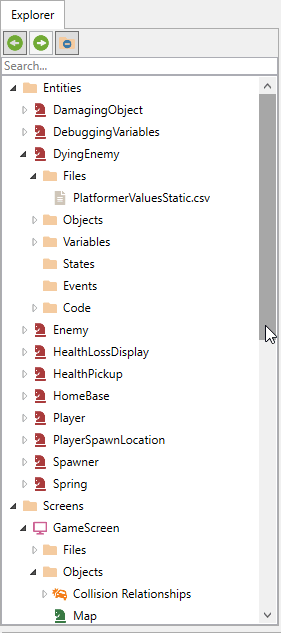 Explorer
Search...
Entities
DamagingObject
DebuggingVariables
DyingEnemy
Files
PlatformerValuesStatic.csv
Objects
Variables
States
Events
Code
Enemy
HealthLossDisplay
HealthPickup
HomeBase
Player
PlayerSpawnLocation
Spawner
Spring
Screens
GameScreen
Files
Objects
Collision Relationships
Map